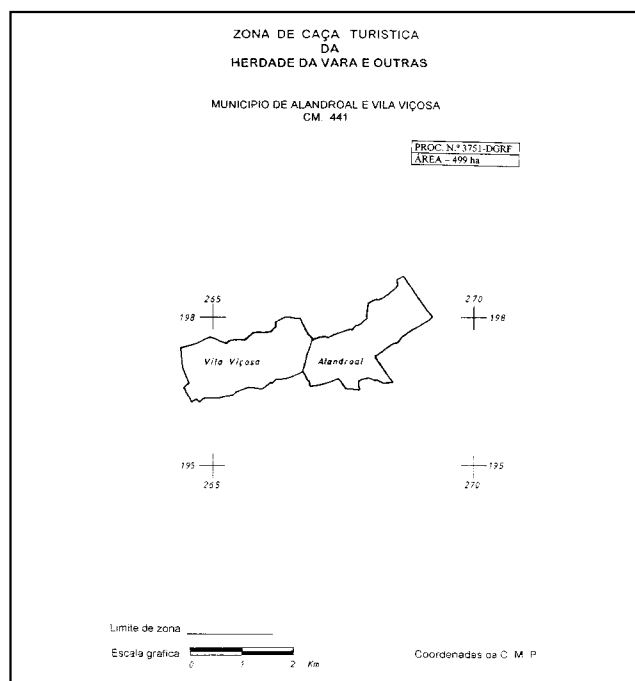 ZONA DE CAÇA TURISTICA
DA
HERDADE DA VARA E OUTRAS
MUNICIPIO DE ALANDROAL E VILA VIÇOSA
CM. 441
PROC. N.º 3751-DGRF
ÁREA – 499 ha
265
270
198
198
Vila Viçosa
Alandroal
195
195
265
270
Limite de zona
Escala grafica
0 1 2 Km
Coordenadas da C M P